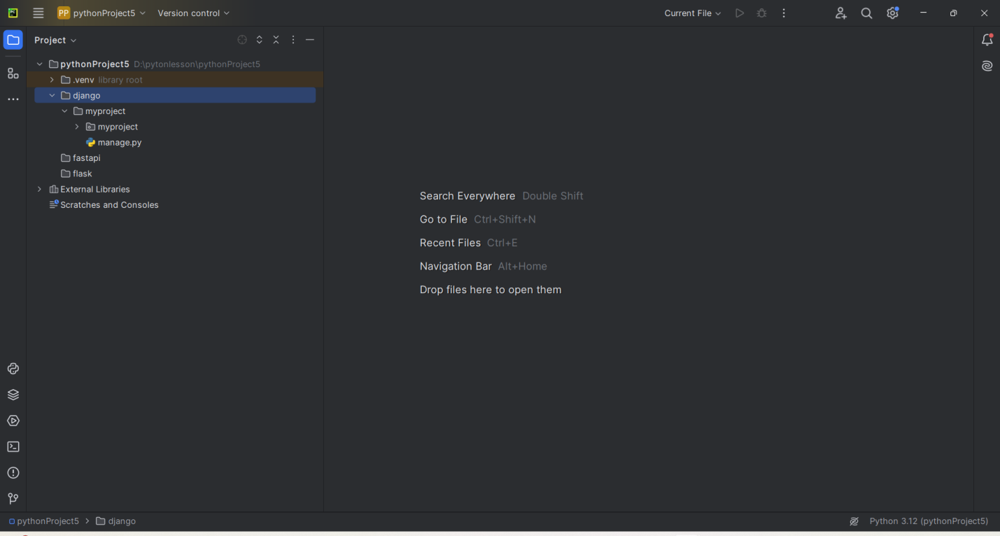 PP pythonProject5 Version control Current File
Project
pythonProject5 D:\pytonlesson\pythonProject5
.venv library root
django
myproject
myproject
manage.py
fastapi
flask
External Libraries
Scratches and Consoles
Search Everywhere Double Shift
Go to File Ctrl+Shift+N
Recent Files Ctrl+E
Navigation Bar Alt+Home
Drop files here to open them
pythonProject5 > django Python 3.12 (pythonProject5)